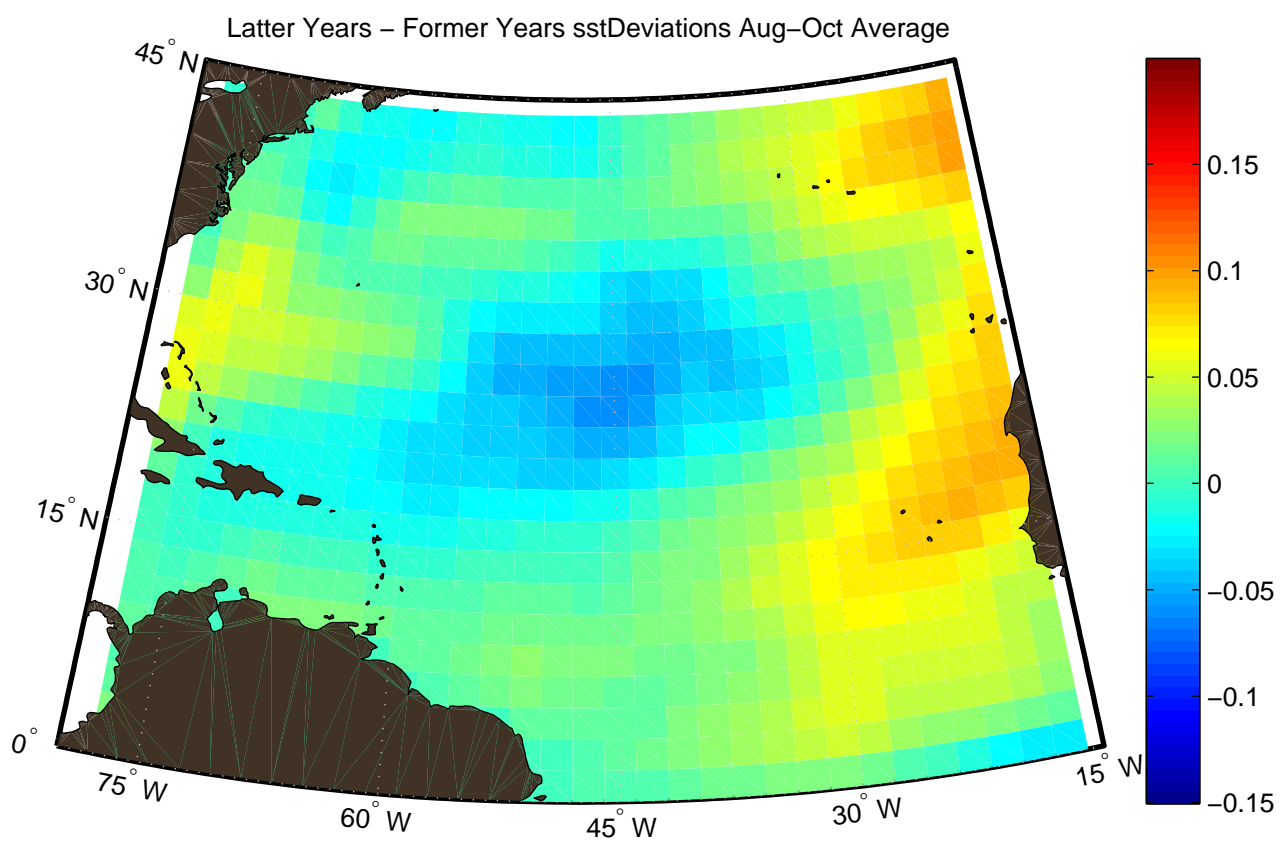 Latter Years − Former Years sstDeviations Aug−Oct Average
45° N
30° N
15° N
0°
75° W
60° W
45° W
30° W
15° W
0.15
0.1
0.05
0
−0.05
−0.1
−0.15